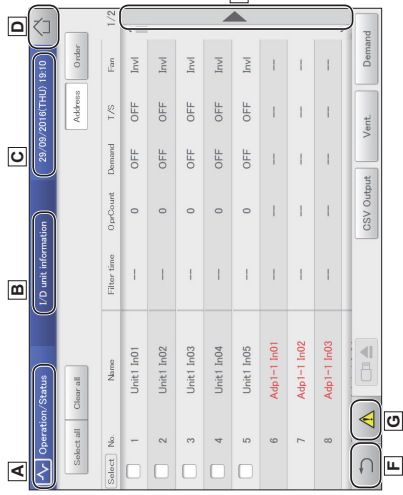 A B C D
Operation/Status I/D unit information 29/09/2016(THU) 19:10
Select all Clear all Address Order
Select No. Name Filter time OprCount Demand T/S Fan 1/2
1 Unit1 In01 --- 0 OFF OFF Invl
2 Unit1 In02 --- 0 OFF OFF Invl
3 Unit1 In03 --- 0 OFF OFF Invl
4 Unit1 In04 --- 0 OFF OFF Invl
5 Unit1 In05 --- 0 OFF OFF Invl
6 Adp1-1 In01 --- --- --- --- ---
7 Adp1-1 In02 --- --- --- --- ---
8 Adp1-1 In03 --- --- --- --- ---
CSV Output Vent. Demand
F G